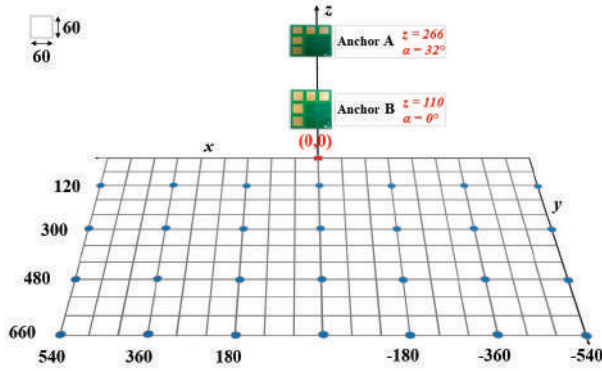 z
60
60
Anchor A z = 266
α = 32°
Anchor B z = 110
α = 0°
(0,0)
x
120
y
300
480
660
540 360 180 -180 -360 -540